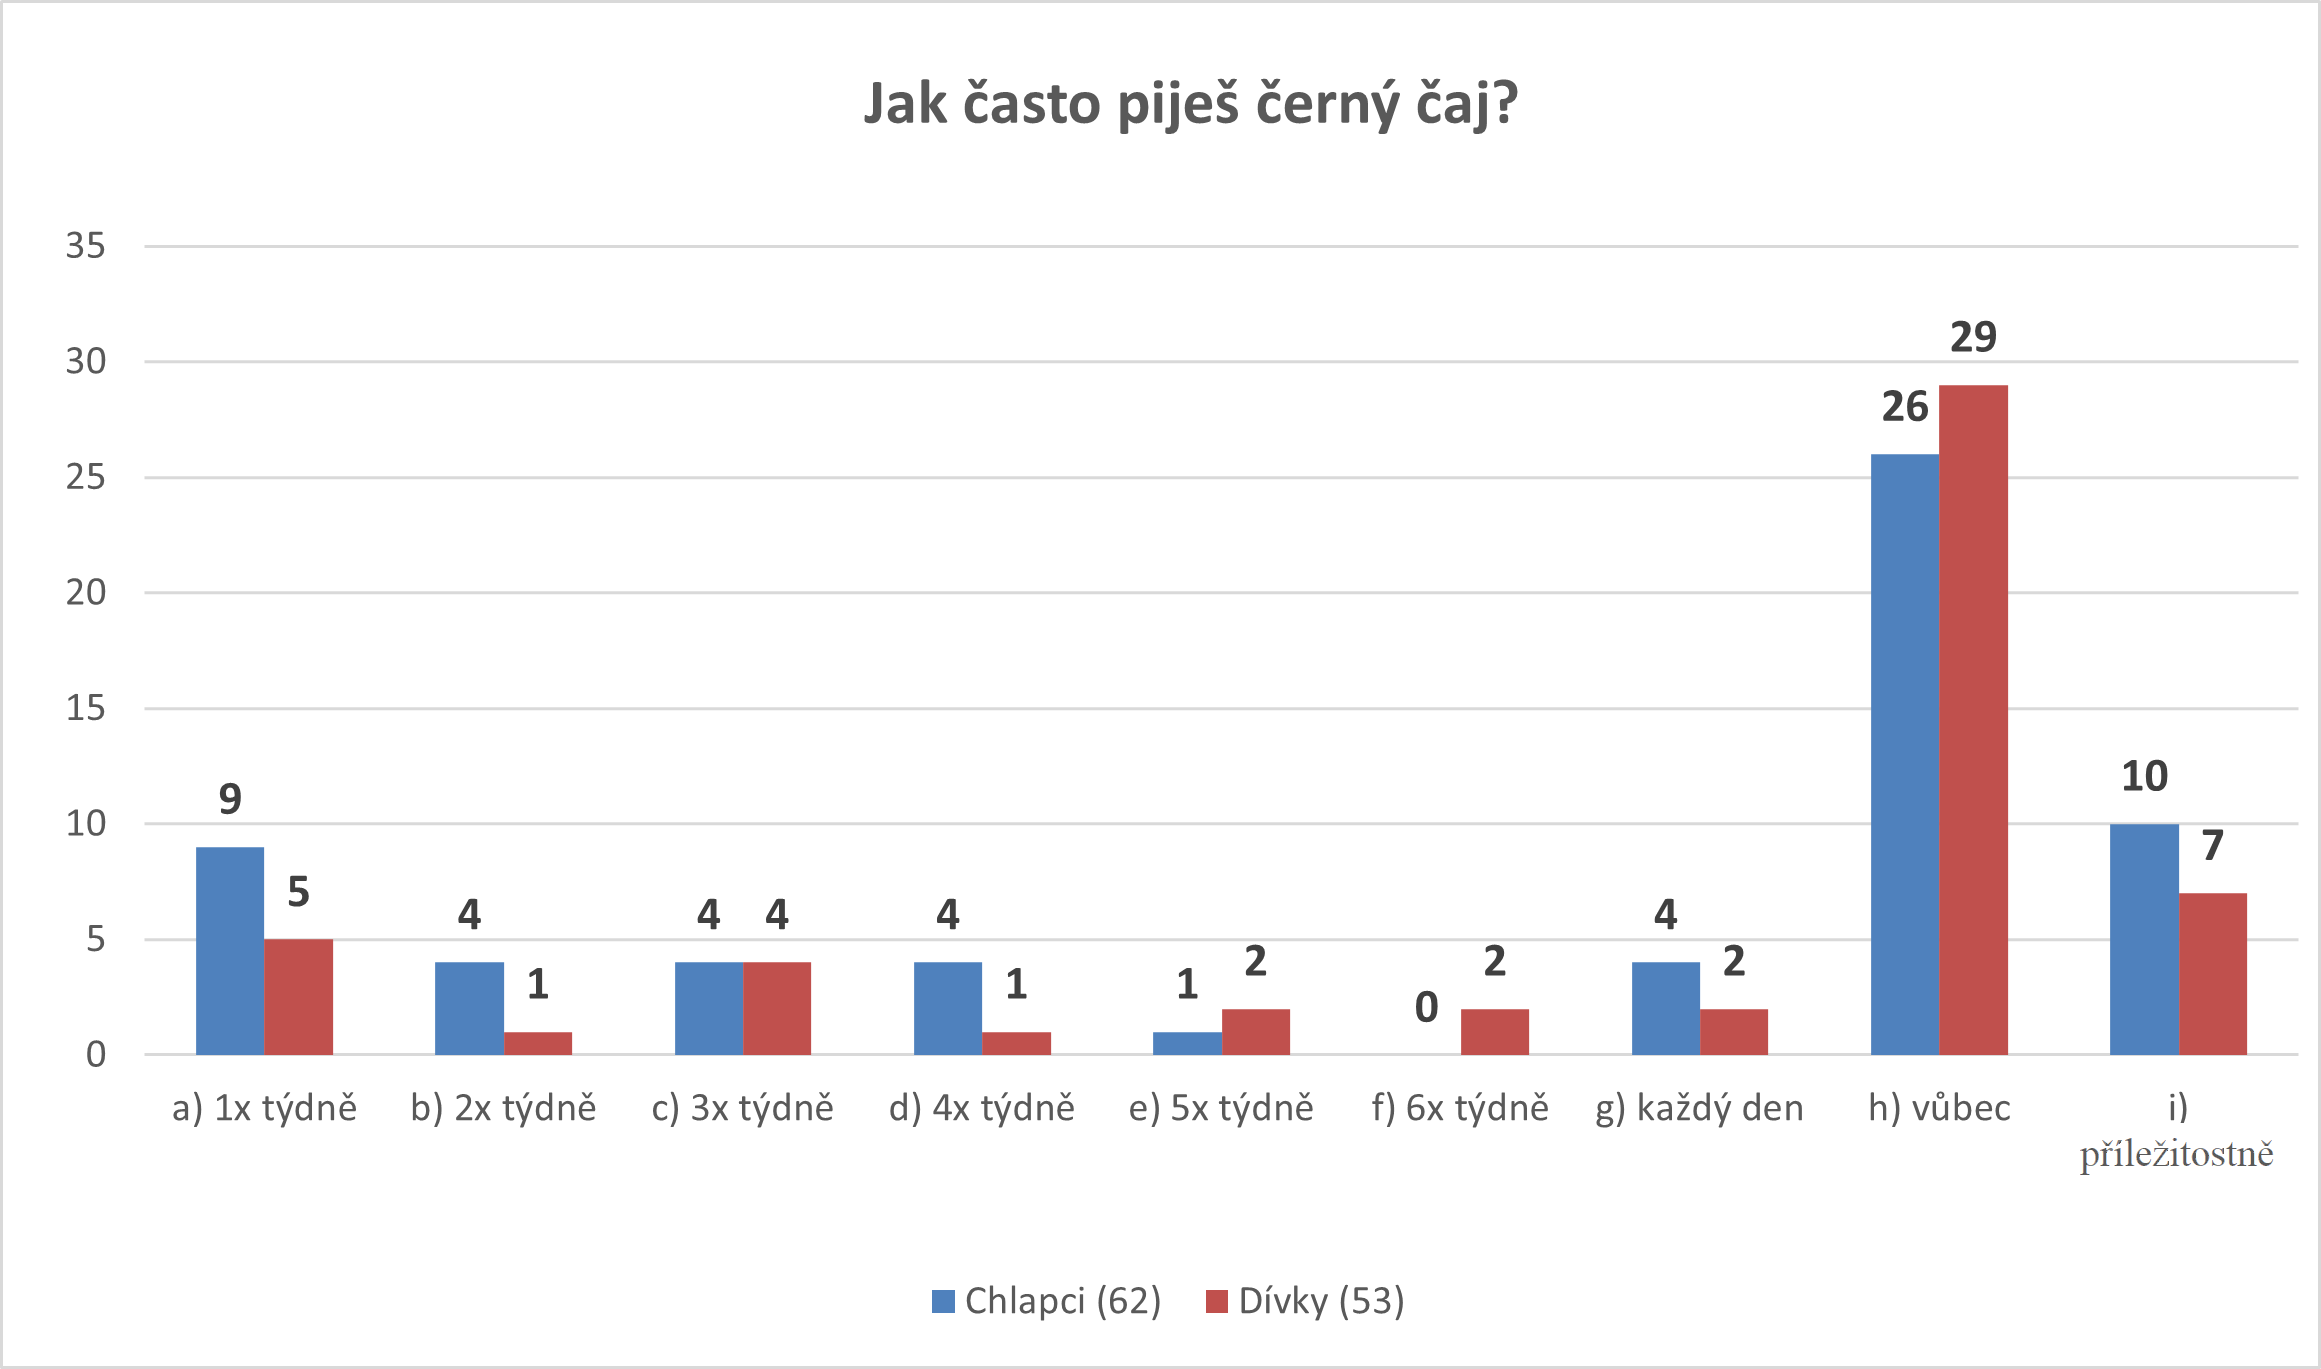 Jak často piješ černý čaj?
35
30
25
20
15
10
5
0
9
5
4
1
4
4
4
1
1
2
0
2
4
2
26
29
10
7
a) 1x týdně
b) 2x týdně
c) 3x týdně
d) 4x týdně
e) 5x týdně
f) 6x týdně
g) každý den
h) vůbec
i)
příležitostně
Chlapci (62)
Dívky (53)